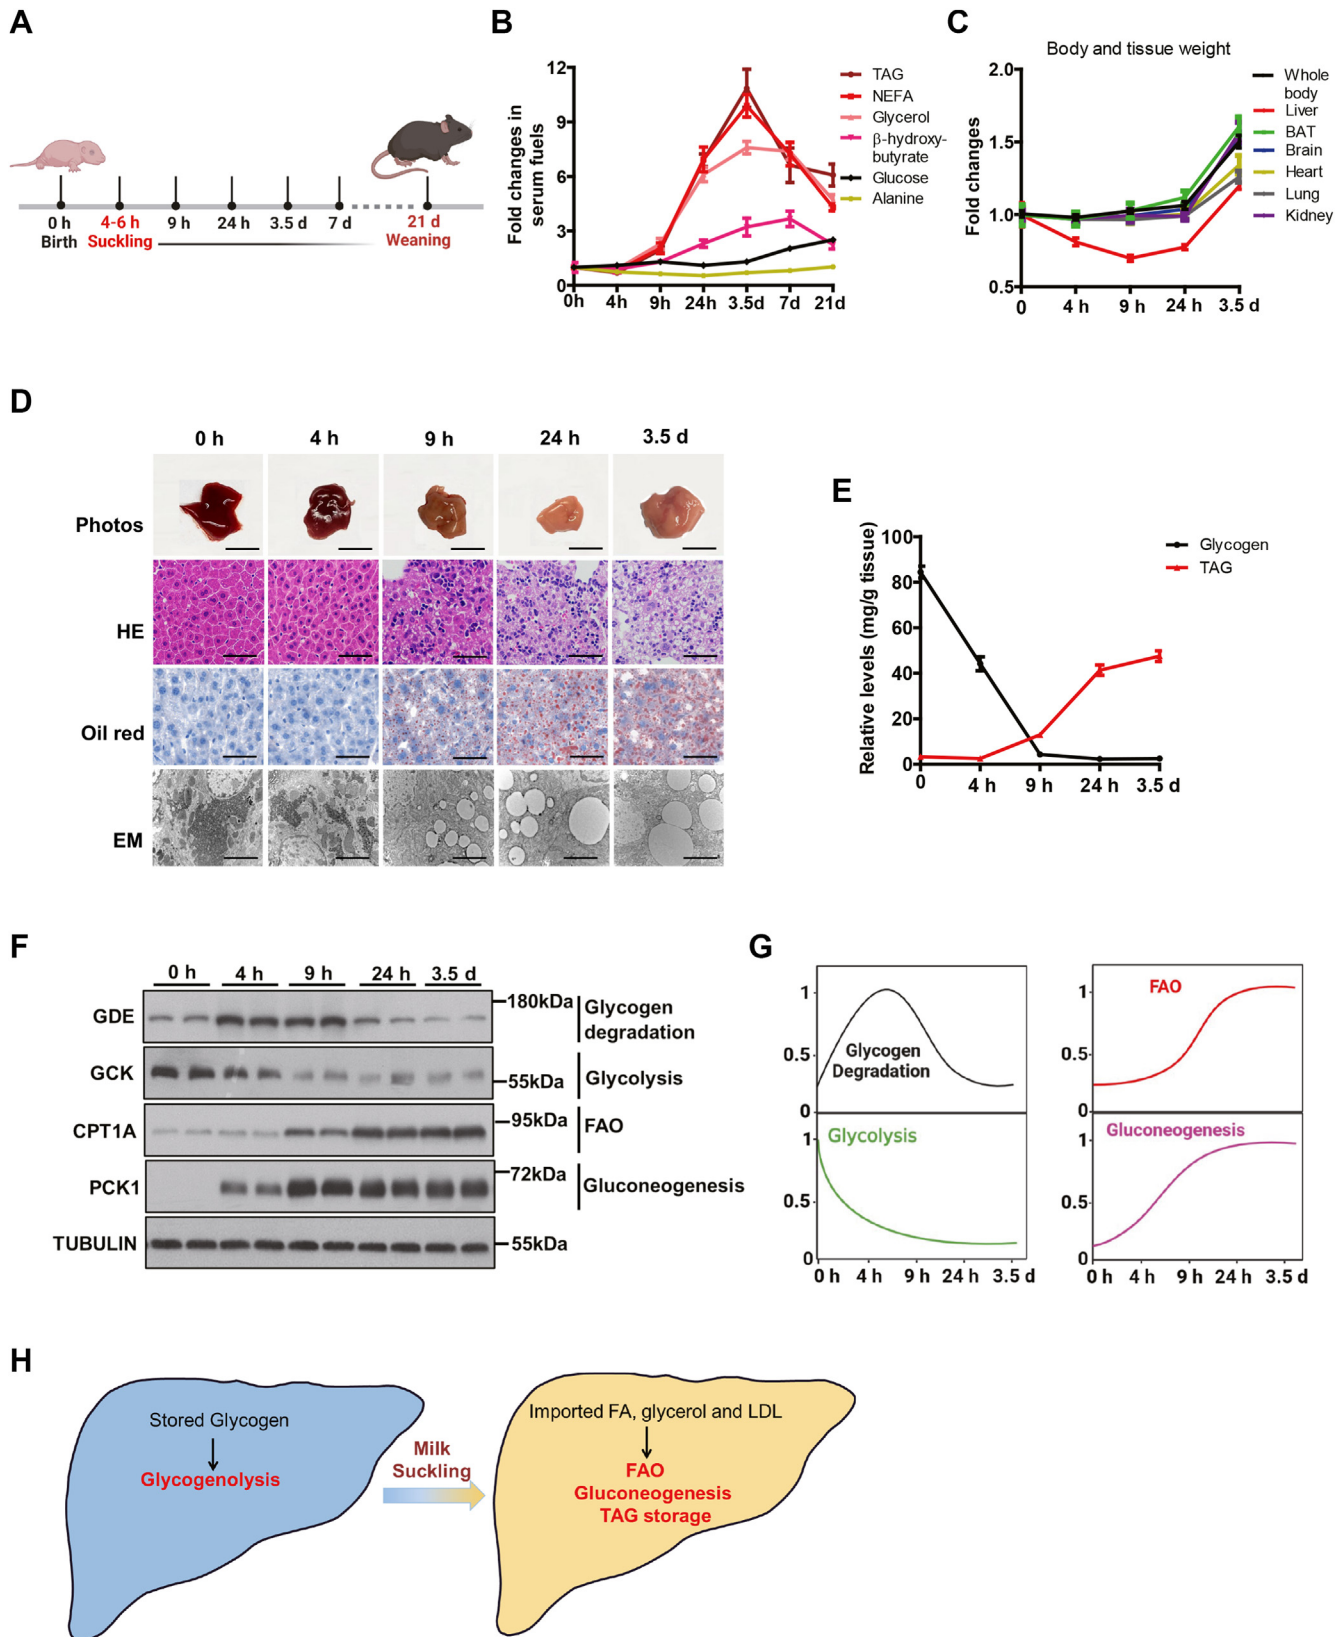 A
0 h
Birth
4-6 h
Suckling
9 h
24 h
3.5 d
7 d
21 d
Weaning
B
Fold changes in
serum fuels
12
9
6
3
0
0h
4h
9h
24h
3.5d
7d
21d
TAG
NEFA
Glycerol
β-hydroxy-
butyrate
Glucose
Alanine
C
Body and tissue weight
Fold changes
2.0
1.5
1.0
0.5
0
4 h
9 h
24 h
3.5 d
Whole
body
Liver
BAT
Brain
Heart
Lung
Kidney
D
0 h
4 h
9 h
24 h
3.5 d
Photos
HE
Oil red
EM
E
Relative levels (mg/g tissue)
100
80
60
40
20
0
0
4 h
9 h
24 h
3.5 d
Glycogen
TAG
F
0 h
4 h
9 h
24 h
3.5 d
GDE
180kDa
Glycogen
degradation
GCK
55kDa
Glycolysis
CPT1A
95kDa
FAO
PCK1
72kDa
Gluconeogenesis
TUBULIN
55kDa
G
1
0.5
0
Glycogen
Degradation
1
0.5
0
FAO
1
0.5
0
Glycolysis
0 h
4 h
9 h
24 h
3.5 d
1
0.5
0
Gluconeogenesis
0 h
4 h
9 h
24 h
3.5 d
H
Stored Glycogen
Glycogenolysis
Milk
Suckling
Imported FA, glycerol and LDL
FAO
Gluconeogenesis
TAG storage